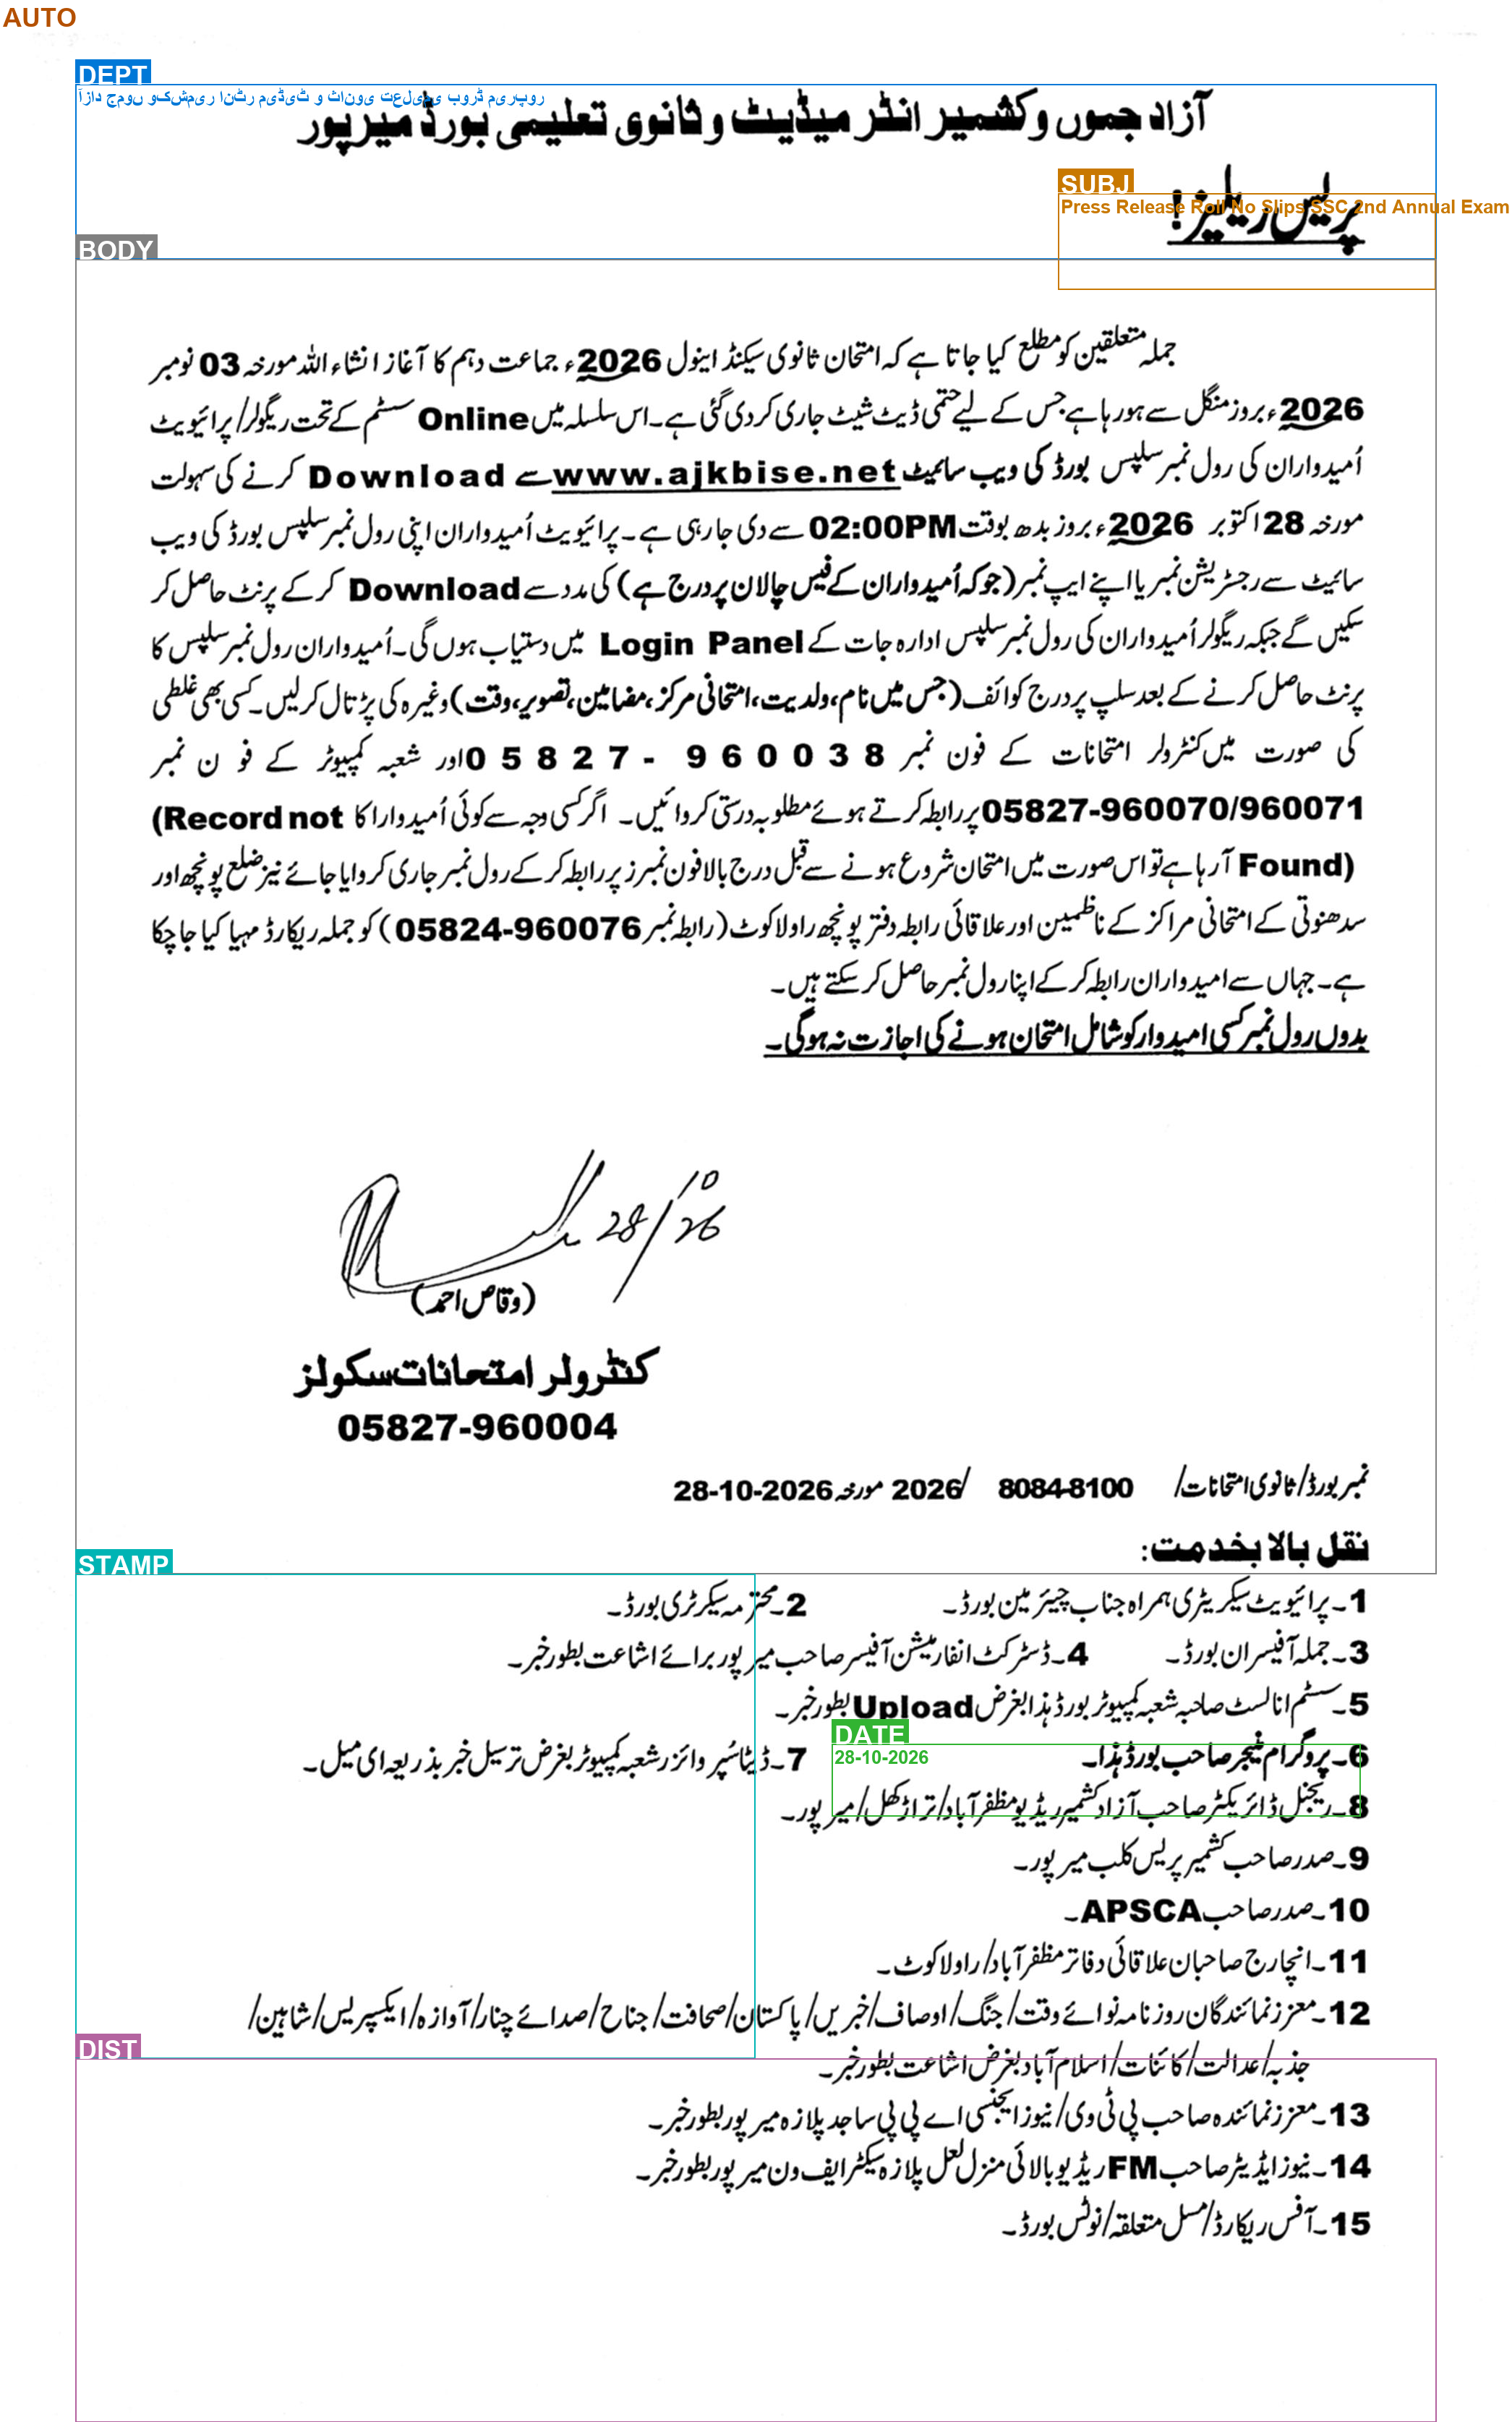 AUTO
DEPT
آزاد جموں وکشمیر انٹر میڈیٹ و ثانوی تعلیمی بورڈ میرپور
آزاد جموں وکشمیر انٹر میڈیٹ و ثانوی تعلیمی بورڈ میرپور
SUBJ
Press Release Roll No Slips SSC 2nd Annual Exam
پریس ریلیز!
BODY
جملہ متعلقین کو مطلع کیا جاتا ہے کہ امتحان ثانوی سیکنڈ اینول 2026ء جماعت دہم کا آغاز انشاء اللہ مورخہ 03 نومبر
2026ء بروز منگل سے ہو رہا ہے جس کے لیے حتمی ڈیٹ شیٹ جاری کر دی گئی ہے۔ اس سلسلہ میں Online سسٹم کے تحت ریگولر/ پرائیویٹ
اُمیدواران کی رول نمبر سلپس بورڈ کی ویب سائیٹ www.ajkbise.net سے Download کرنے کی سہولت
مورخہ 28 اکتوبر 2026ء بروز بدھ بوقت 02:00PM سے دی جا رہی ہے۔ پرائیویٹ اُمیدواران اپنی رول نمبر سلپس بورڈ کی ویب
سائیٹ سے رجسٹریشن نمبر یا اپنے ایپ نمبر (جو کہ اُمیدواران کے فیس چالان پر درج ہے) کی مدد سے Download کر کے پرنٹ حاصل کر
سکیں گے جبکہ ریگولر اُمیدواران کی رول نمبر سلپس ادارہ جات کے Login Panel میں دستیاب ہوں گی۔ اُمیدواران رول نمبر سلپس کا
پرنٹ حاصل کرنے کے بعد سلپ پر درج کوائف (جس میں نام، ولدیت، امتحانی مرکز، مضامین، تصویر، وقت) وغیرہ کی پڑتال کر لیں۔ کسی بھی غلطی
کی صورت میں کنٹرولر امتحانات کے فون نمبر 05827-960038 اور شعبہ کمپیوٹر کے فون نمبر
05827-960070/960071 پر رابطہ کرتے ہوئے مطلوبہ درستی کروائیں۔ اگر کسی وجہ سے کوئی اُمیدوارا کا (Record not
Found) آ رہا ہے تو اس صورت میں امتحان شروع ہونے سے قبل درج بالا فون نمبرز پر رابطہ کر کے رول نمبر جاری کروایا جائے نیز ضلع پونچھ اور
سدھنوتی کے امتحانی مراکز کے ناظمین اور علاقائی رابطہ دفتر پونچھ راولاکوٹ (رابطہ نمبر 05824-960076) کو جملہ ریکارڈ مہیا کیا جا چکا
ہے۔ جہاں سے امیدواران رابطہ کر کے اپنا رول نمبر حاصل کر سکتے ہیں۔
بدوں رول نمبر کسی امیدوار کو شامل امتحان ہونے کی اجازت نہ ہوگی۔
28/10/26
(وقاص احمد)
کنٹرولر امتحانات سکولز
05827-960004
نمبر بورڈ/ ثانوی امتحانات/ 8084-8100 /2026 مورخہ 28-10-2026
نقل بالا بخدمت:
STAMP
1۔ پرائیویٹ سیکریٹری ہمراہ جناب چیئرمین بورڈ۔ 2۔ محترمہ سیکرٹری بورڈ۔
3۔ جملہ آفیسران بورڈ۔ 4۔ ڈسٹرکٹ انفارمیشن آفیسر صاحب میرپور برائے اشاعت بطور خبر۔
5۔ سسٹم انالسٹ صاحبہ شعبہ کمپیوٹر بورڈ ہذا بغرض Upload بطور خبر۔
DATE
28-10-2026
6۔ پروگرام منیجر صاحب بورڈ ہذا۔ 7۔ ڈیٹا سُپروائزر شعبہ کمپیوٹر بغرض ترسیل خبر بذریعہ ای میل۔
8۔ ریجنل ڈائریکٹر صاحب آزاد کشمیر ریڈیو مظفرآباد/ تراڑکھل/ میرپور۔
9۔ صدر صاحب کشمیر پریس کلب میرپور۔
10۔ صدر صاحب APSCA۔
11۔ انچارج صاحبان علاقائی دفاتر مظفرآباد/ راولاکوٹ۔
12۔ معزز نمائندگان روزنامہ نوائے وقت/ جنگ/ اوصاف/ خبریں/ پاکستان/ صحافت/ جناح/ صدائے چنار/ آوازہ/ ایکسپریس/ شاہین/
DIST
جذبہ/ عدالت/ کائنات/ اسلام آباد بغرض اشاعت بطور خبر۔
13۔ معزز نمائندہ صاحب پی ٹی وی/ نیوز ایجنسی اے پی پی ساجد پلازہ میرپور بطور خبر۔
14۔ نیوز ایڈیٹر صاحب FM ریڈیو بالائی منزل لعل پلازہ سیکٹر ایف ون میرپور بطور خبر۔
15۔ آفس ریکارڈ/ مسل متعلقہ/ نوٹس بورڈ۔